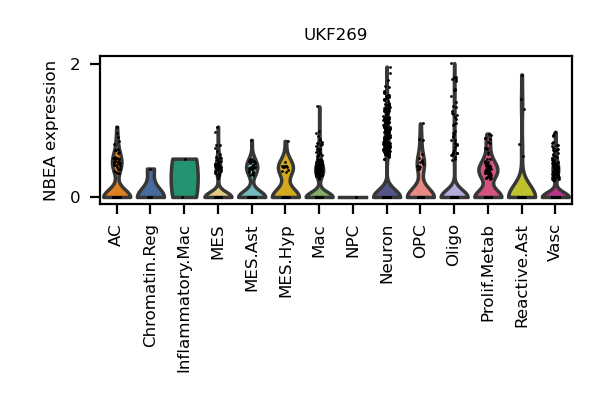 UKF269
NBEA expression
2
0
AC
Chromatin.Reg
Inflammatory.Mac
MES
MES.Ast
MES.Hyp
Mac
NPC
Neuron
OPC
Oligo
Prolif.Metab
Reactive.Ast
Vasc